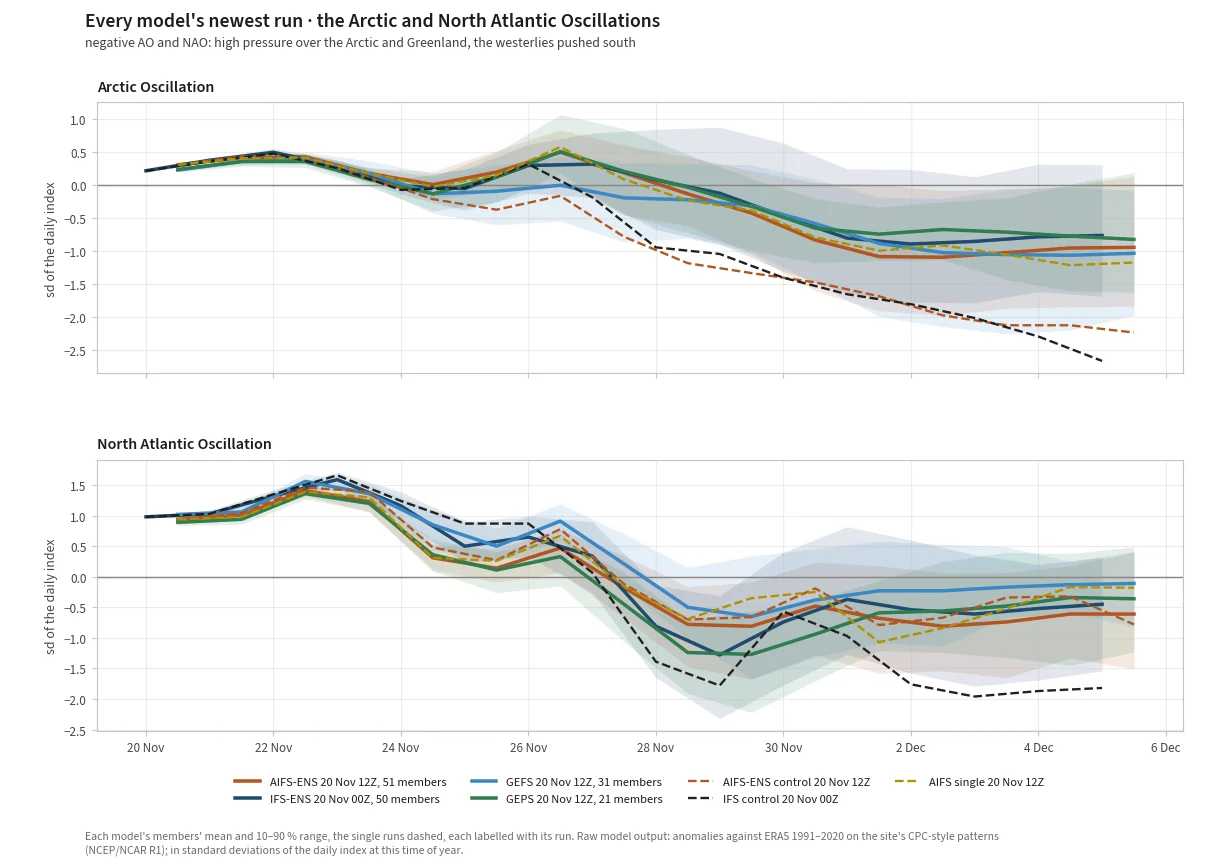 Every model's newest run · the Arctic and North Atlantic Oscillations
negative AO and NAO: high pressure over the Arctic and Greenland, the westerlies pushed south
Arctic Oscillation
sd of the daily index
1.0
0.5
0.0
−0.5
−1.0
−1.5
−2.0
−2.5
North Atlantic Oscillation
sd of the daily index
1.5
1.0
0.5
0.0
−0.5
−1.0
−1.5
−2.0
−2.5
20 Nov 22 Nov 24 Nov 26 Nov 28 Nov 30 Nov 2 Dec 4 Dec 6 Dec
AIFS-ENS 20 Nov 12Z, 51 members GEFS 20 Nov 12Z, 31 members AIFS-ENS control 20 Nov 12Z AIFS single 20 Nov 12Z
IFS-ENS 20 Nov 00Z, 50 members GEPS 20 Nov 12Z, 21 members IFS control 20 Nov 00Z
Each model's members' mean and 10–90 % range, the single runs dashed, each labelled with its run. Raw model output: anomalies against ERA5 1991–2020 on the site's CPC-style patterns
(NCEP/NCAR R1); in standard deviations of the daily index at this time of year.